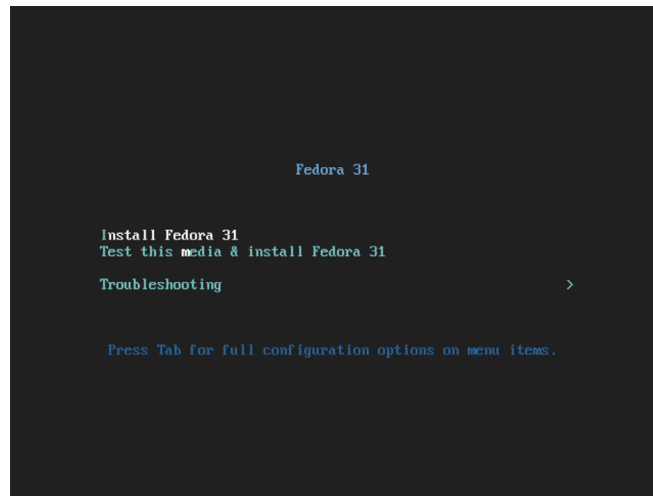 Fedora 31
Install Fedora 31
Test this media & install Fedora 31
Troubleshooting >
Press Tab for full configuration options on menu items.